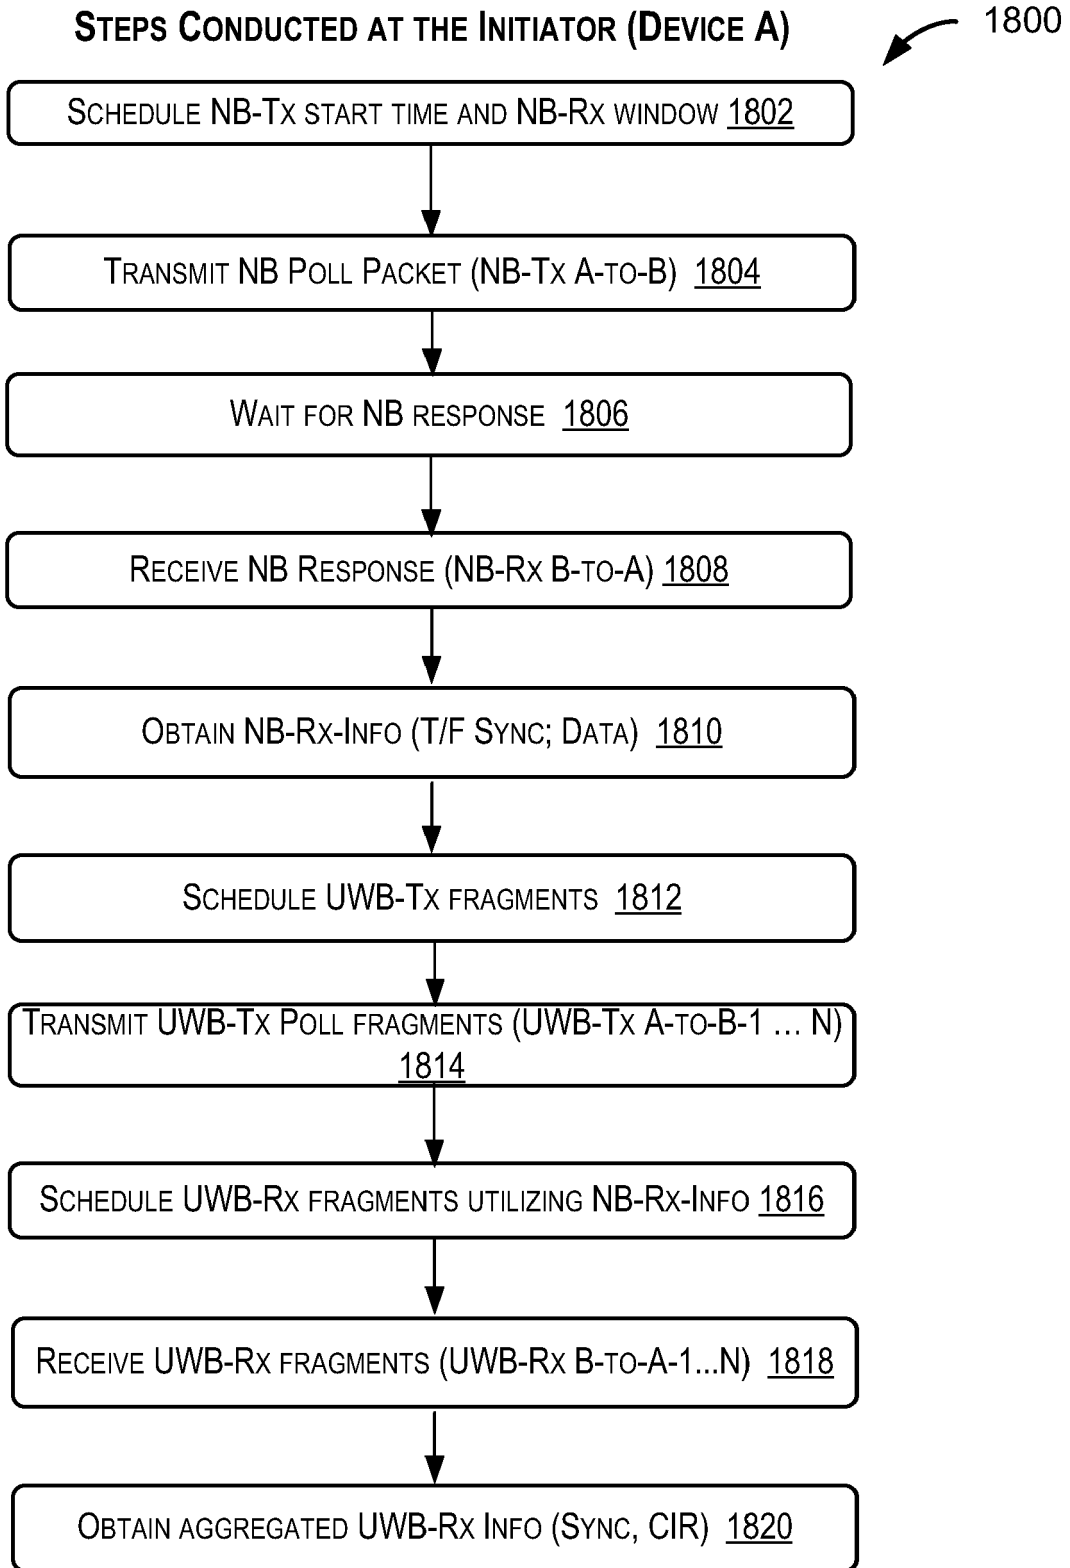 STEPS CONDUCTED AT THE INITIATOR (DEVICE A)
1800
SCHEDULE NB-TX START TIME AND NB-RX WINDOW 1802
TRANSMIT NB POLL PACKET (NB-TX A-TO-B) 1804
WAIT FOR NB RESPONSE 1806
RECEIVE NB RESPONSE (NB-RX B-TO-A) 1808
OBTAIN NB-RX-INFO (T/F SYNC; DATA) 1810
SCHEDULE UWB-TX FRAGMENTS 1812
TRANSMIT UWB-TX POLL FRAGMENTS (UWB-TX A-TO-B-1 ... N)
1814
SCHEDULE UWB-RX FRAGMENTS UTILIZING NB-RX-INFO 1816
RECEIVE UWB-RX FRAGMENTS (UWB-RX B-TO-A-1...N) 1818
OBTAIN AGGREGATED UWB-RX INFO (SYNC, CIR) 1820